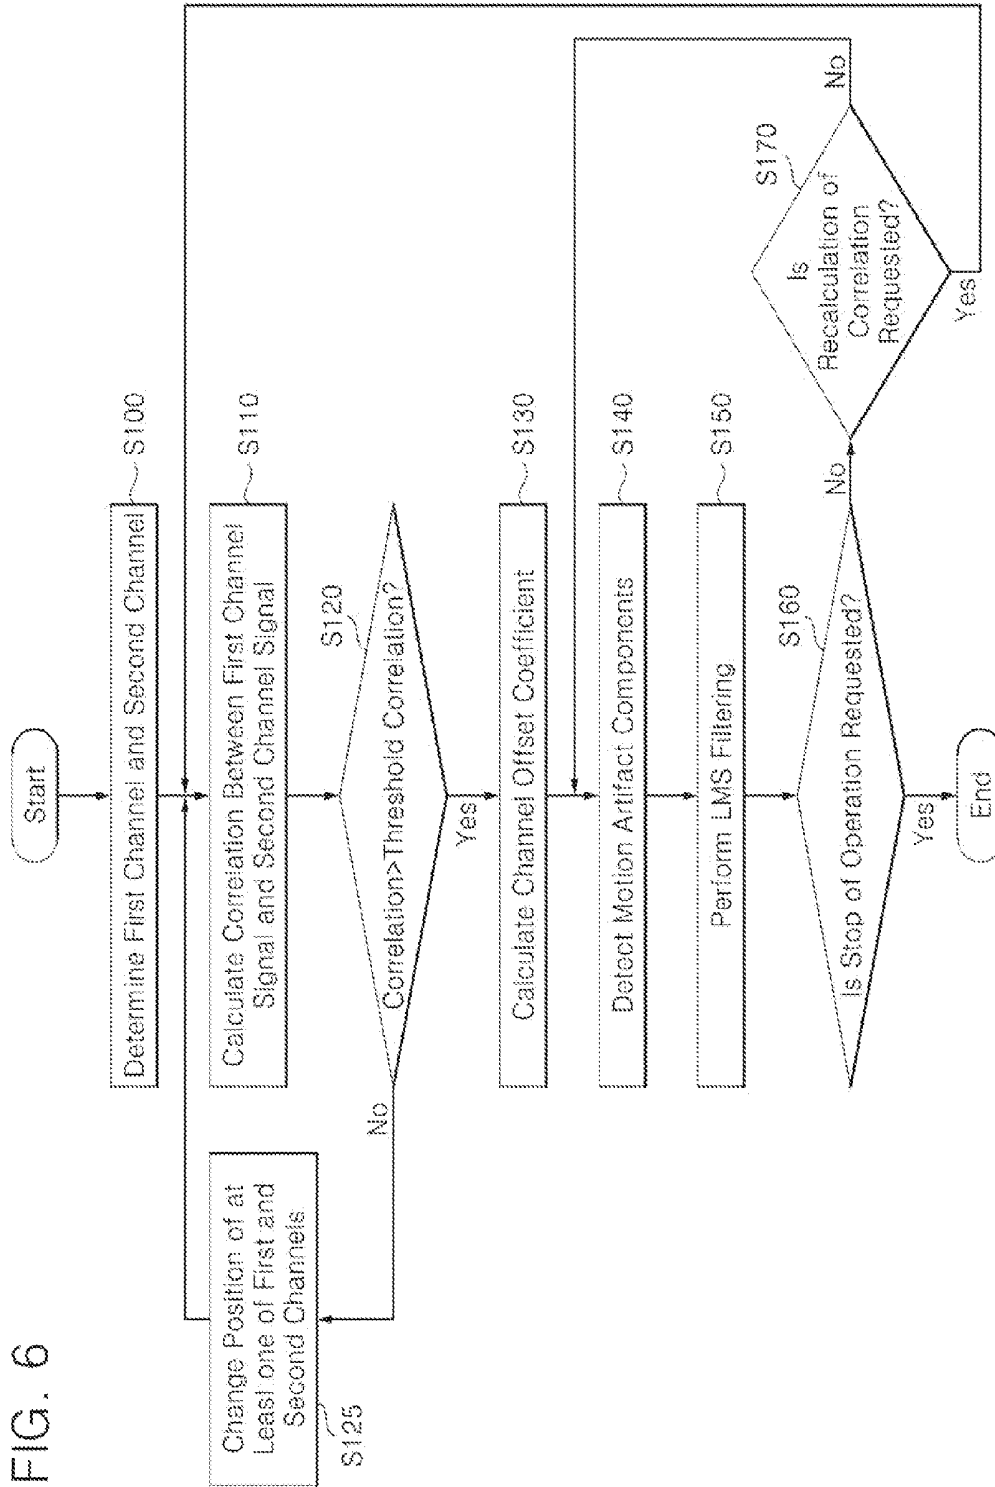 FIG. 6
Start
Determine First Channel and Second Channel
S100
Calculate Correlation Between First Channel
Signal and Second Channel Signal
S110
Correlation>Threshold Correlation?
S120
No
Yes
Change Position of at
Least one of First and
Second Channels
S125
Calculate Channel Offset Coefficient
S130
Detect Motion Artifact Components
S140
Perform LMS Filtering
S150
Is Stop of Operation Requested?
S160
No
Yes
Is
Recalculation of
Correlation
Requested?
S170
No
Yes
End